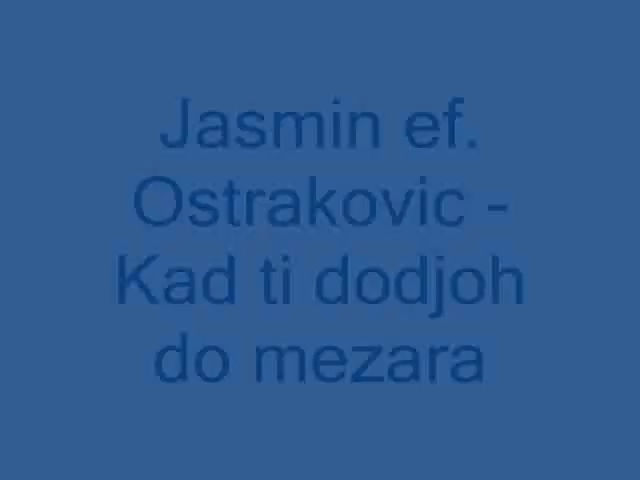 Jasmin ef.
Ostrakovic -
Kad ti dodjoh
do mezara